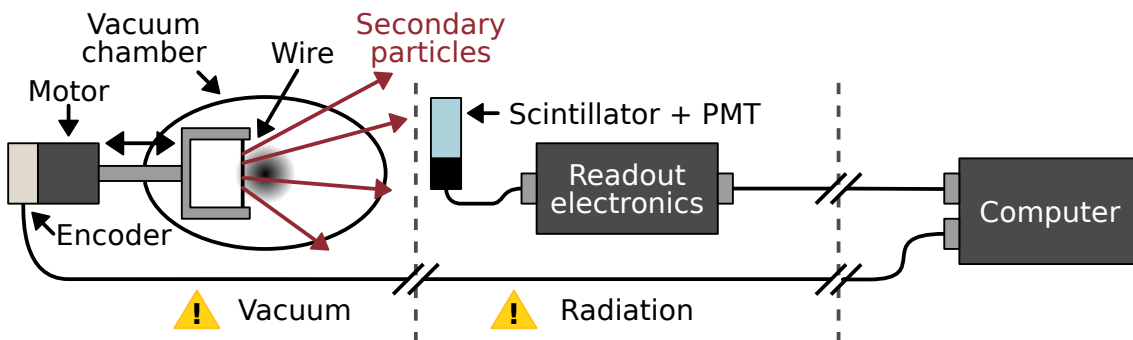 Vacuum
chamber
Wire
Secondary
particles
Motor
Scintillator + PMT
Readout
electronics
Computer
Encoder
! Vacuum
! Radiation